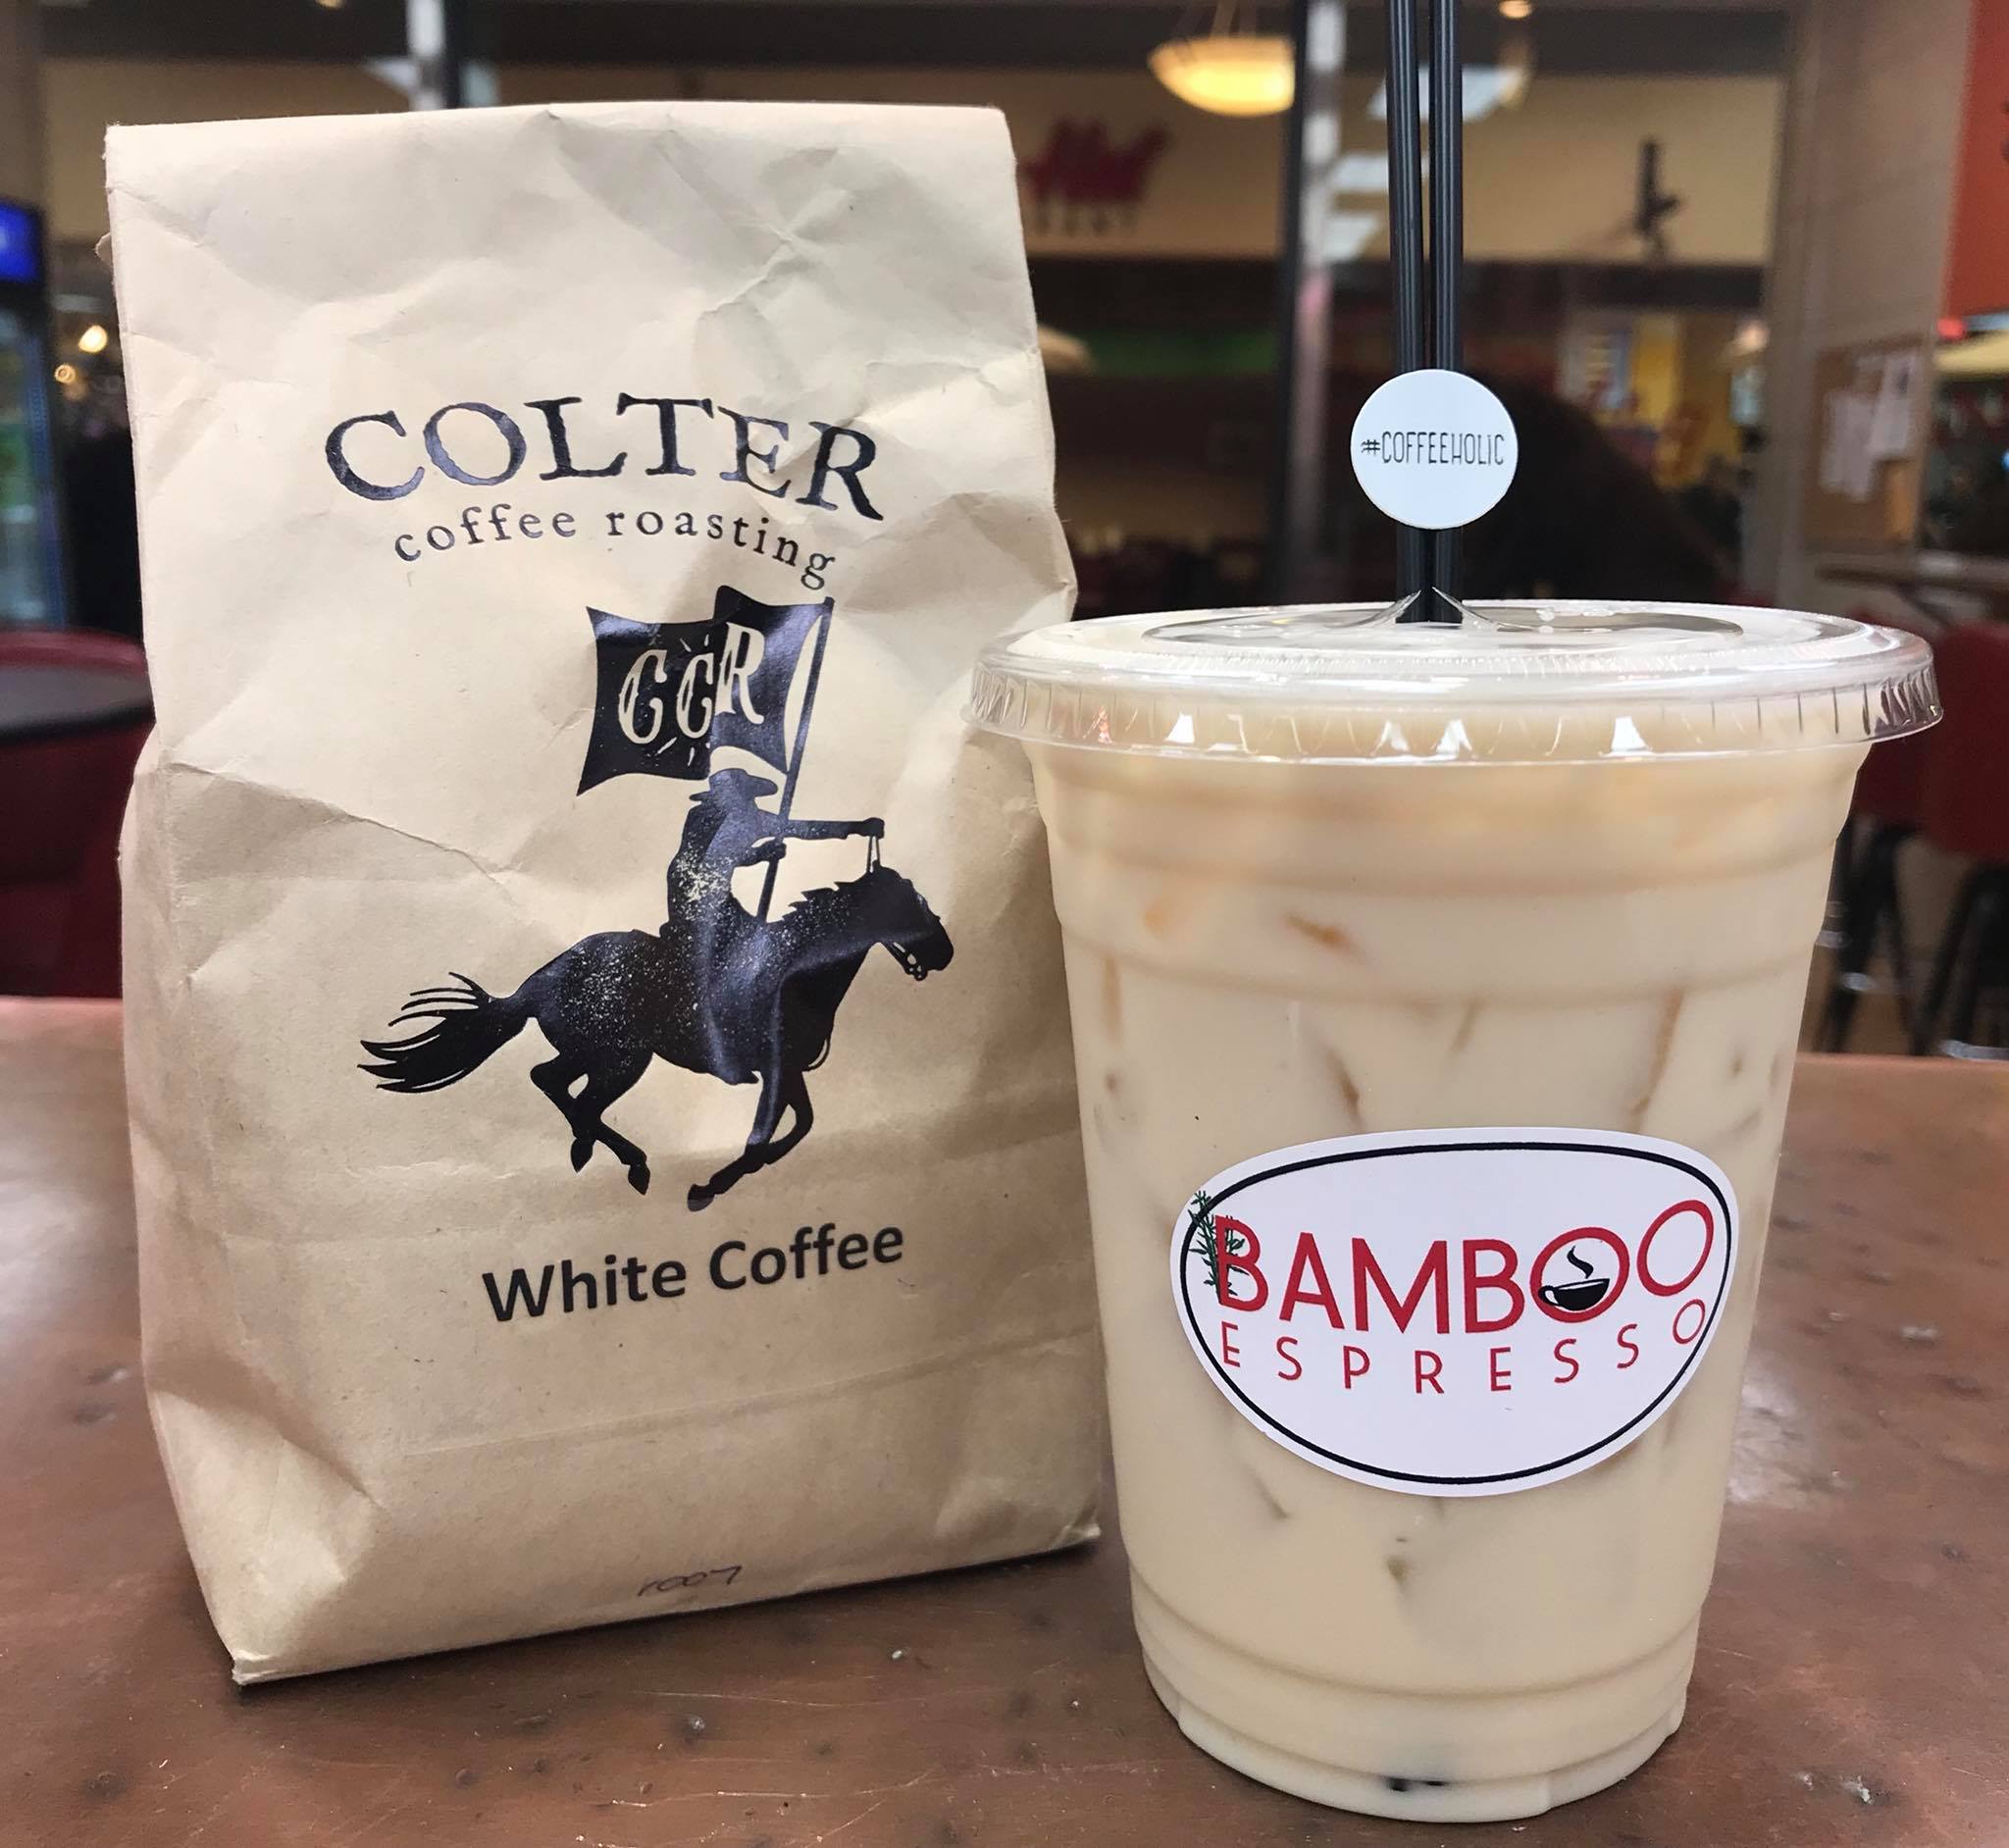 COLTER
coffee roasting
CCR
White Coffee
#COFFEEHOLIC
BAMBOO
ESPRESSO